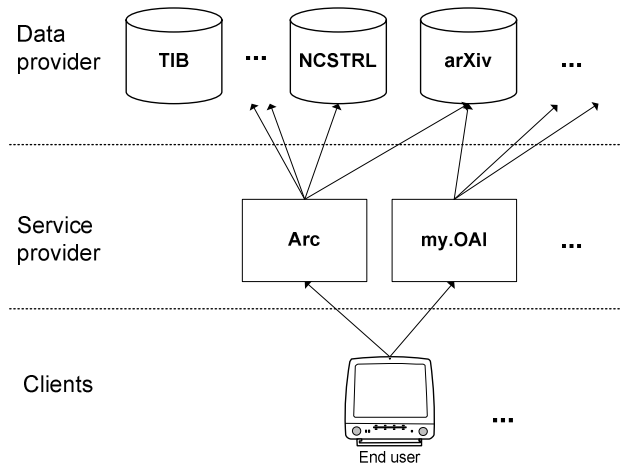 Data
provider
TIB ... NCSTRL arXiv ...
Service
provider
Arc my.OAI ...
Clients
...
End user